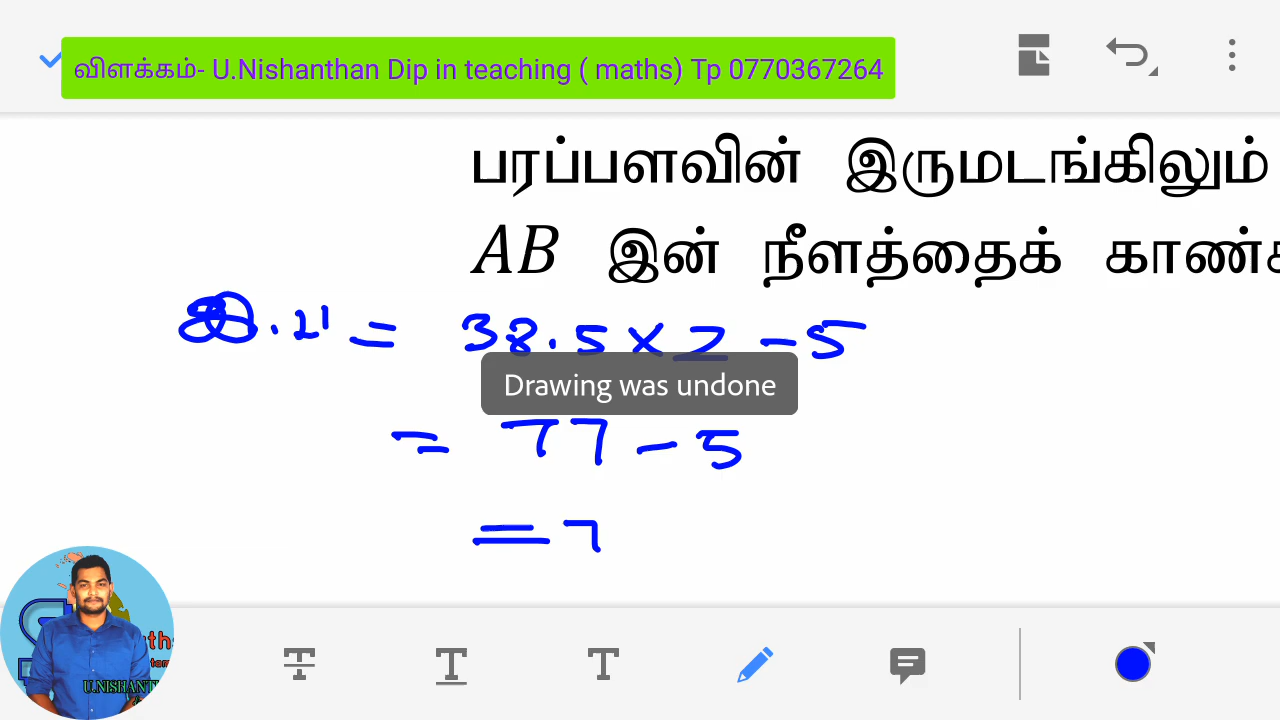 விளக்கம்- U.Nishanthan Dip in teaching ( maths) Tp 0770367264
பரப்பளவின் இருமடங்கிலும்
AB இன் நீளத்தைக்
= 38.5 × 2 - 5
Drawing was undone
= 77 - 5
= 7
U.NISHANTH